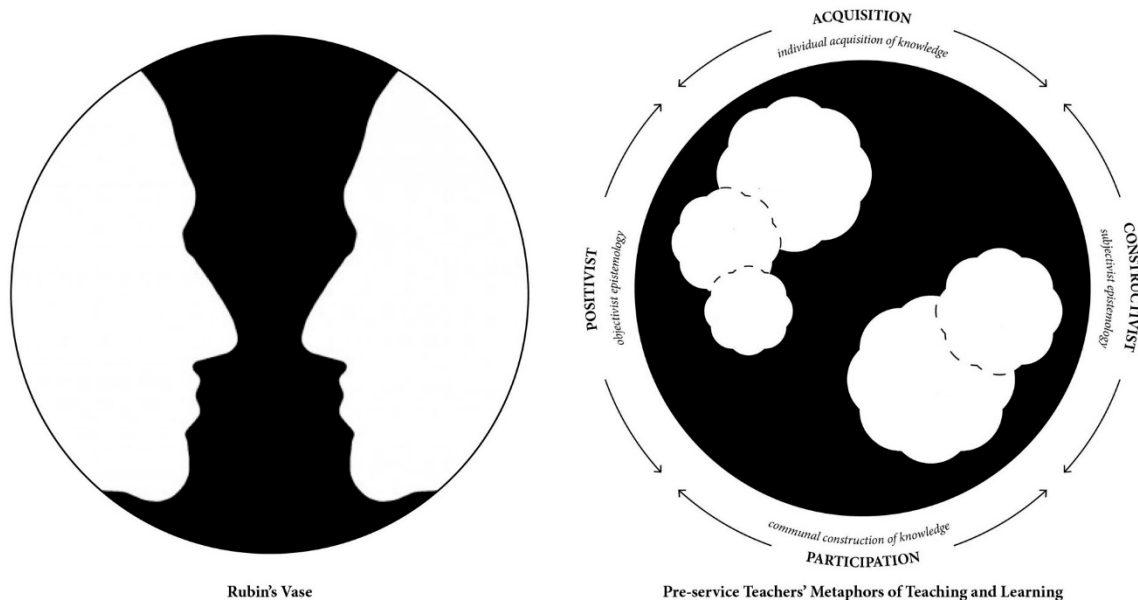 ACQUISITION
individual acquisition of knowledge
POSITIVIST
objectivist epistemology
CONSTRUCTIVIST
subjectivist epistemology
communal construction of knowledge
PARTICIPATION
Rubin's Vase
Pre-service Teachers' Metaphors of Teaching and Learning